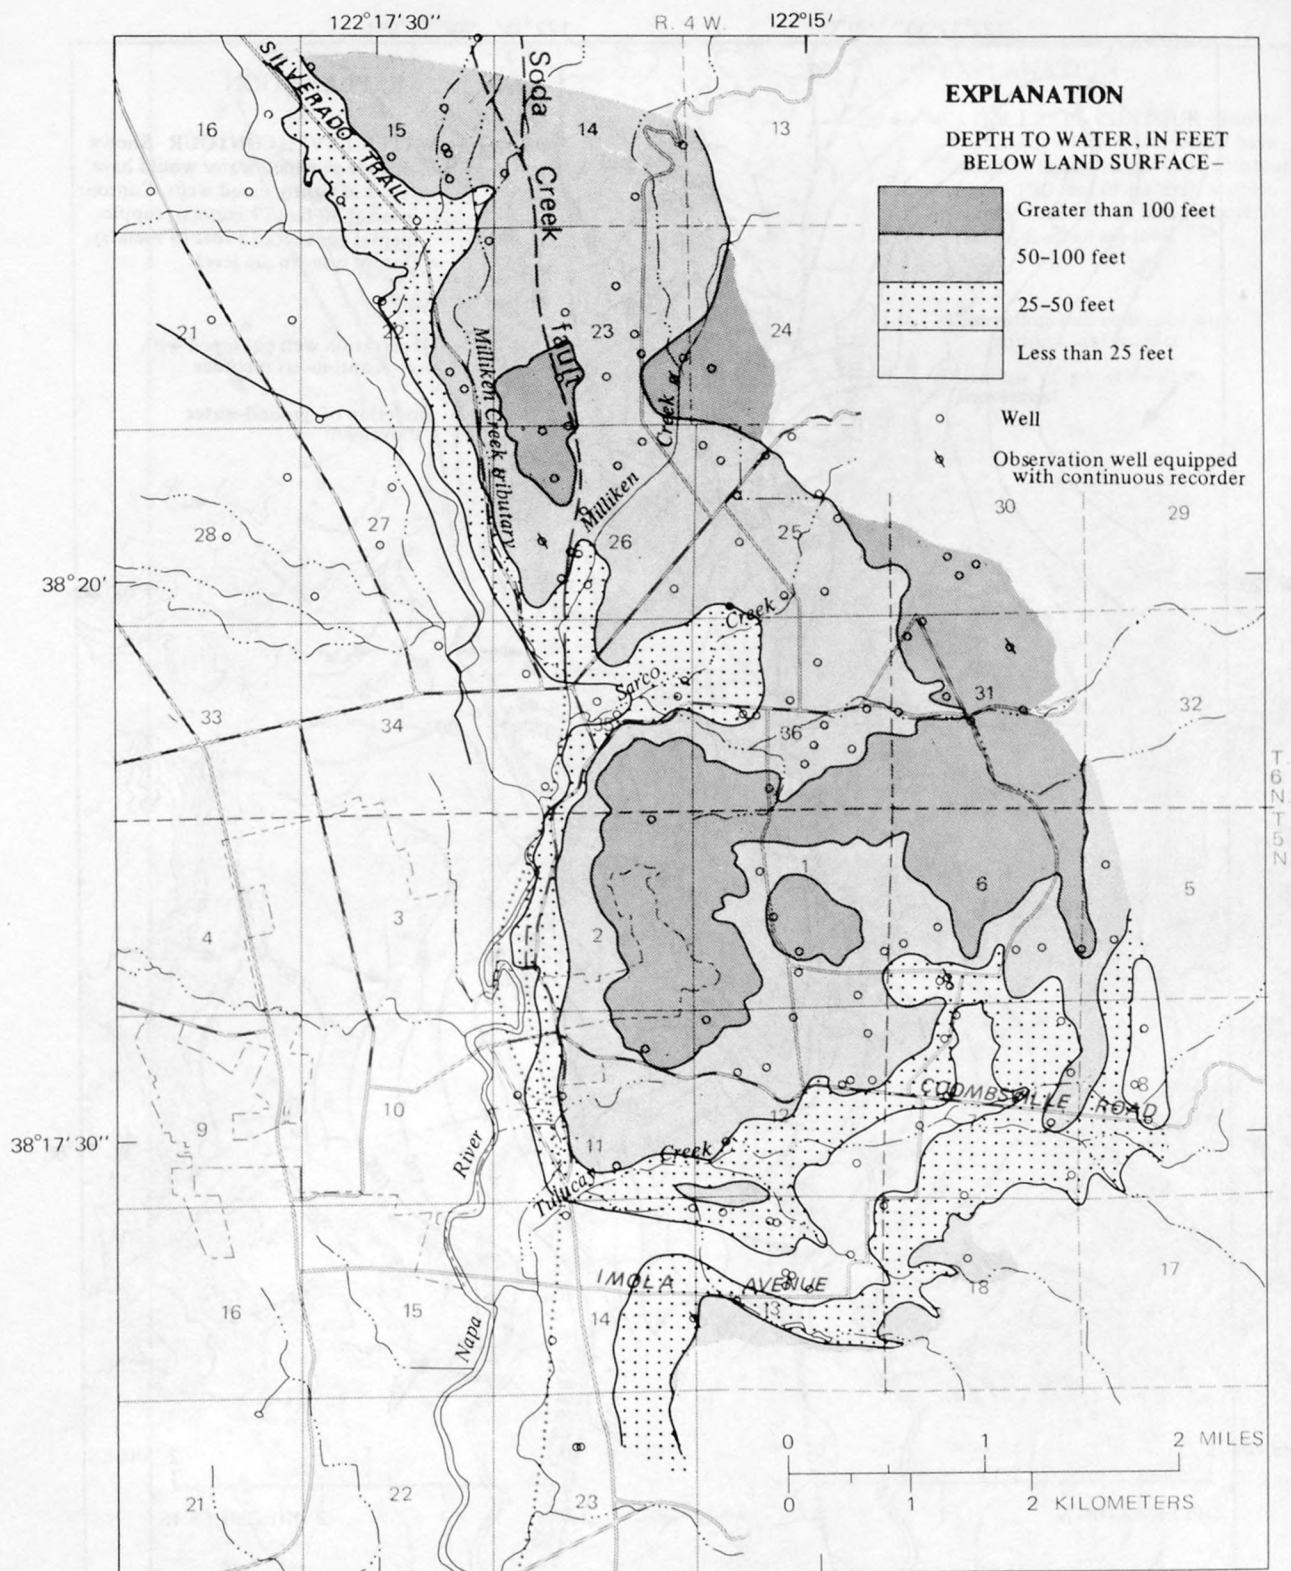 122°17'30"
R. 4 W.
122°15'
SILVERADO TRAIL
Soda
Creek
fault
16
15
14
13
EXPLANATION
DEPTH TO WATER, IN FEET
BELOW LAND SURFACE—
Greater than 100 feet
50–100 feet
25–50 feet
Less than 25 feet
Well
Observation well equipped
with continuous recorder
21
22
23
24
Milliken Creek tributary
Milliken
Creek
28
27
26
25
30
29
38°20'
Creek
Sarco
33
34
36
31
32
T
6
N
T
5
N
4
3
2
1
6
5
COOMBSVILLE ROAD
8
9
10
11
12
38°17'30"
River
Creek
Tulucay
IMOLA AVENUE
16
15
14
13
18
17
Napa
0 1 2 MILES
0 1 2 KILOMETERS
21
22
23